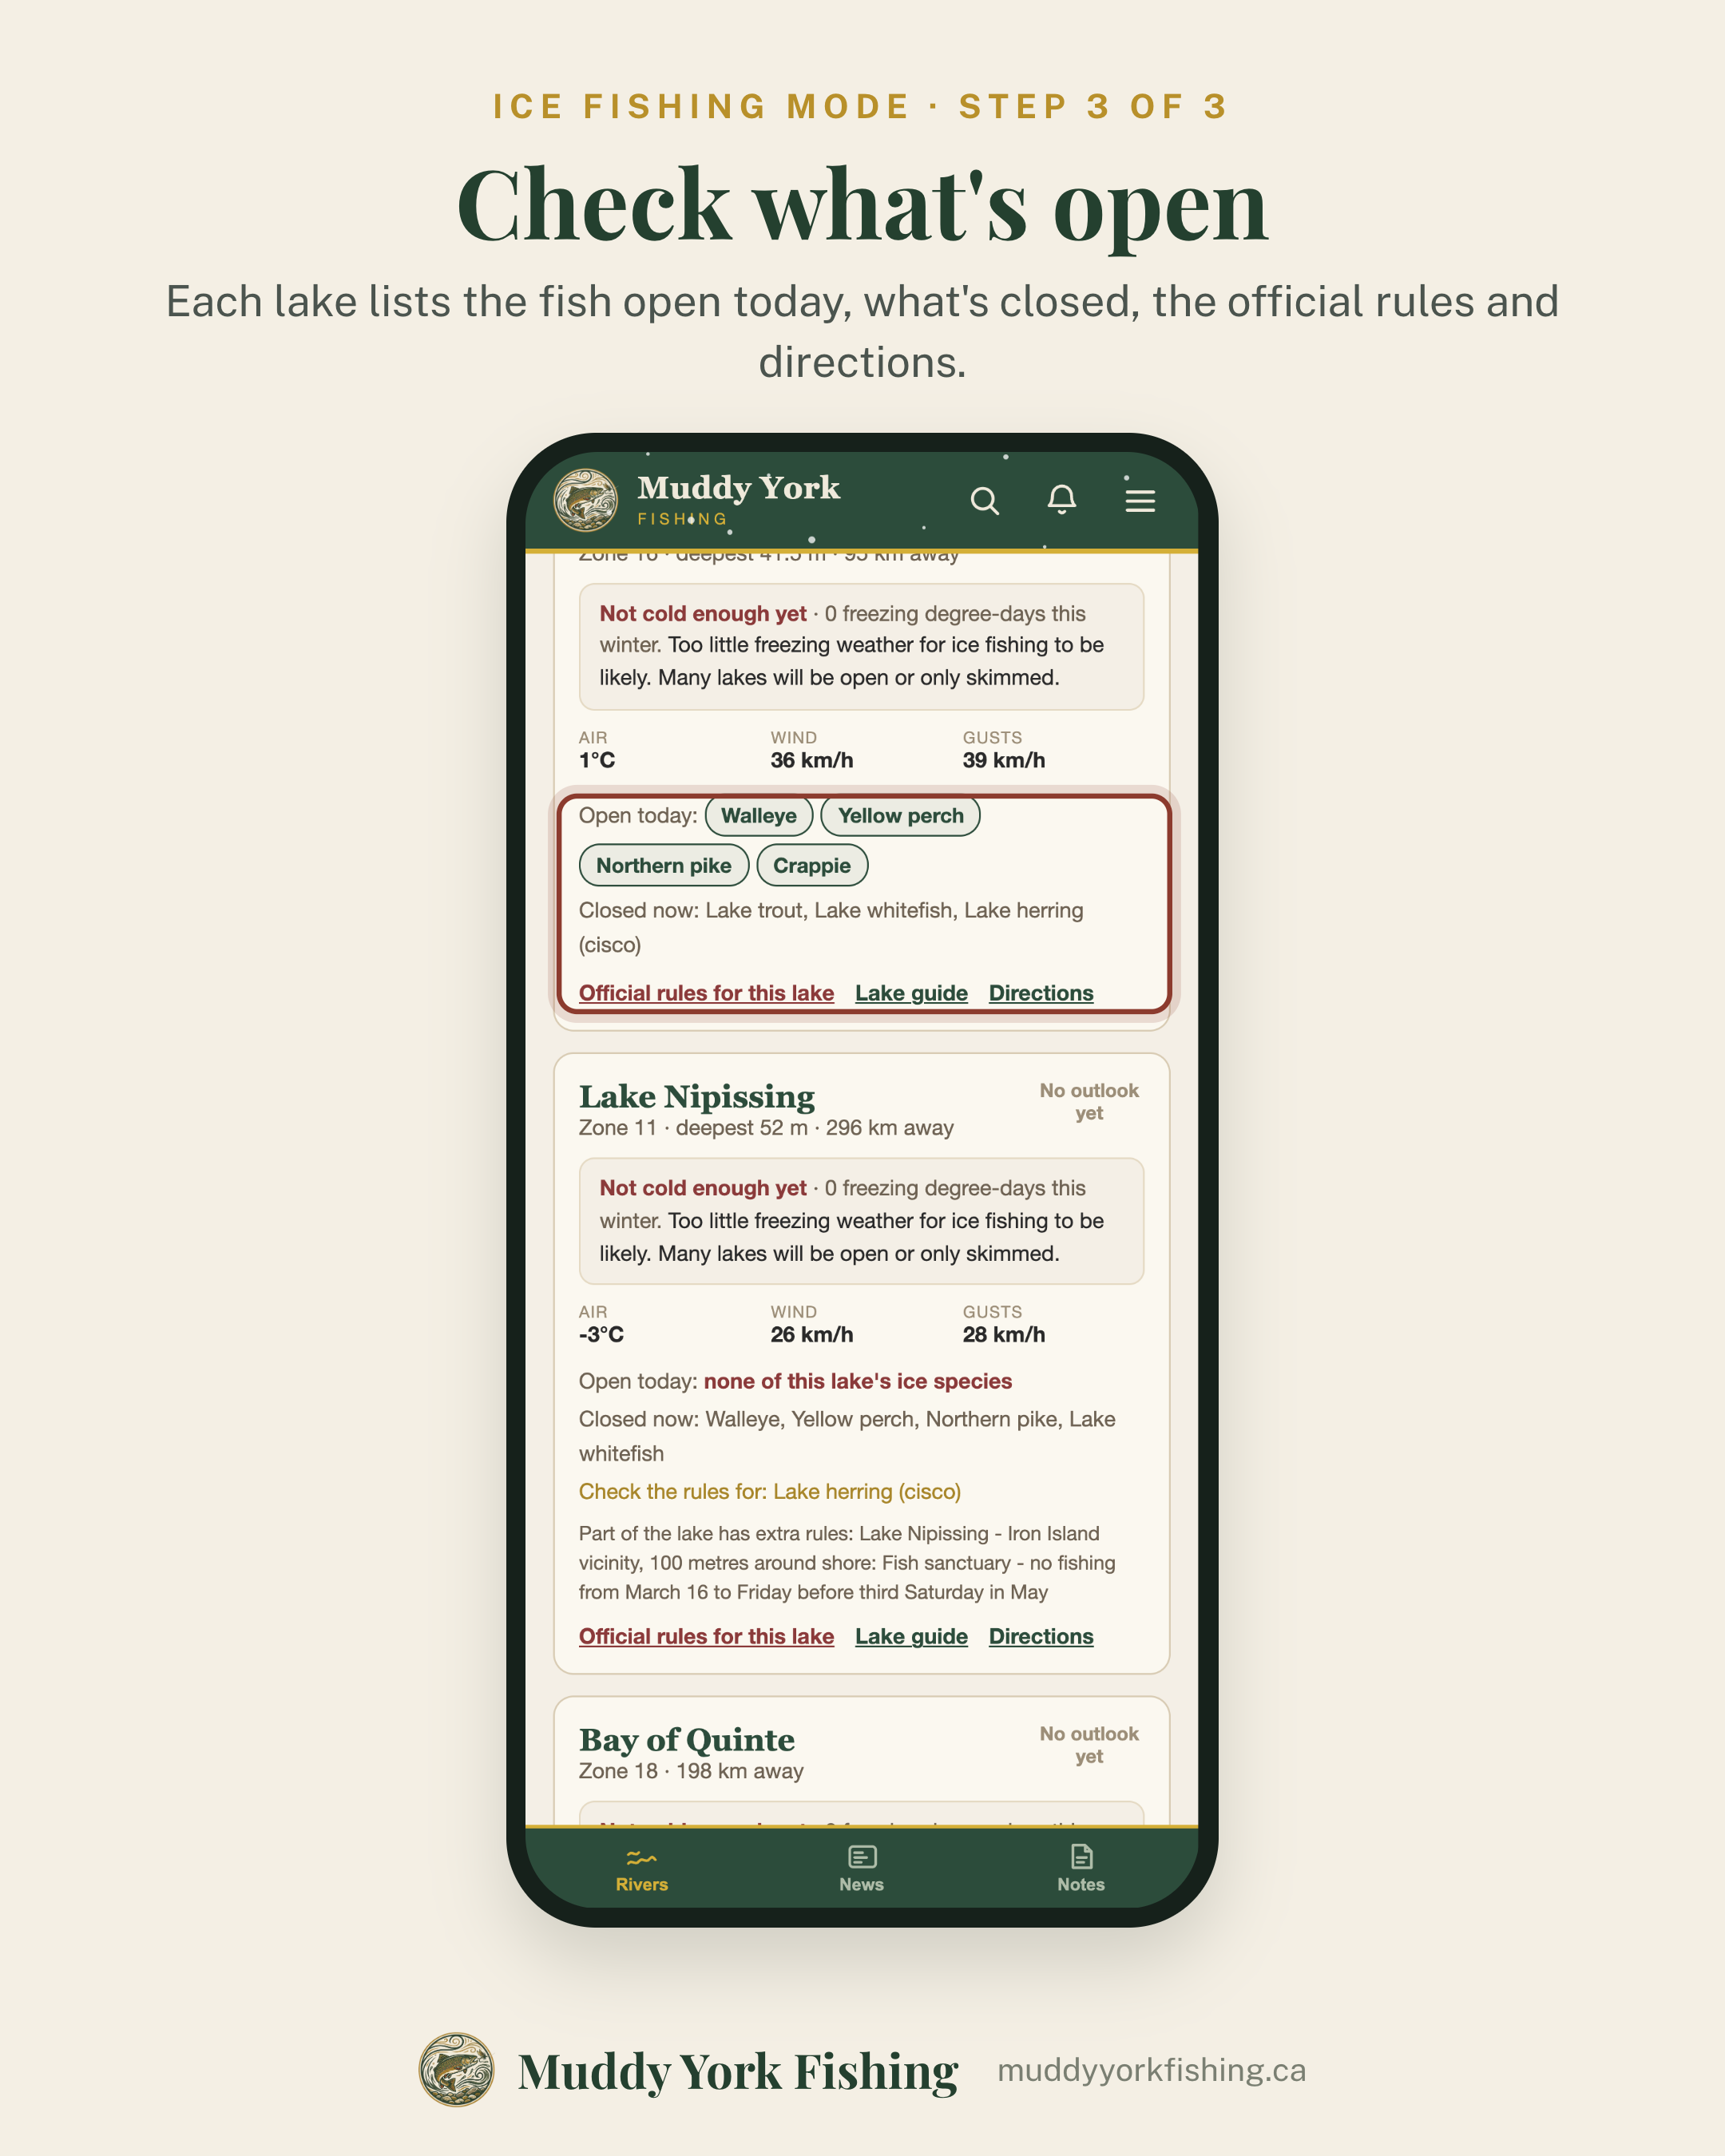 ICE FISHING MODE · STEP 3 OF 3
Check what's open
Each lake lists the fish open today, what's closed, the official rules and
directions.
Muddy York
FISHING
Zone 16 · deepest 41.5 m · 95 km away
Not cold enough yet · 0 freezing degree-days this
winter. Too little freezing weather for ice fishing to be
likely. Many lakes will be open or only skimmed.
AIR WIND GUSTS
1°C 36 km/h 39 km/h
Open today: Walleye Yellow perch
Northern pike Crappie
Closed now: Lake trout, Lake whitefish, Lake herring
(cisco)
Official rules for this lake Lake guide Directions
Lake Nipissing No outlook
yet
Zone 11 · deepest 52 m · 296 km away
Not cold enough yet · 0 freezing degree-days this
winter. Too little freezing weather for ice fishing to be
likely. Many lakes will be open or only skimmed.
AIR WIND GUSTS
-3°C 26 km/h 28 km/h
Open today: none of this lake's ice species
Closed now: Walleye, Yellow perch, Northern pike, Lake
whitefish
Check the rules for: Lake herring (cisco)
Part of the lake has extra rules: Lake Nipissing - Iron Island
vicinity, 100 metres around shore: Fish sanctuary - no fishing
from March 16 to Friday before third Saturday in May
Official rules for this lake Lake guide Directions
Bay of Quinte No outlook
yet
Zone 18 · 198 km away
Rivers News Notes
Muddy York Fishing muddyyorkfishing.ca